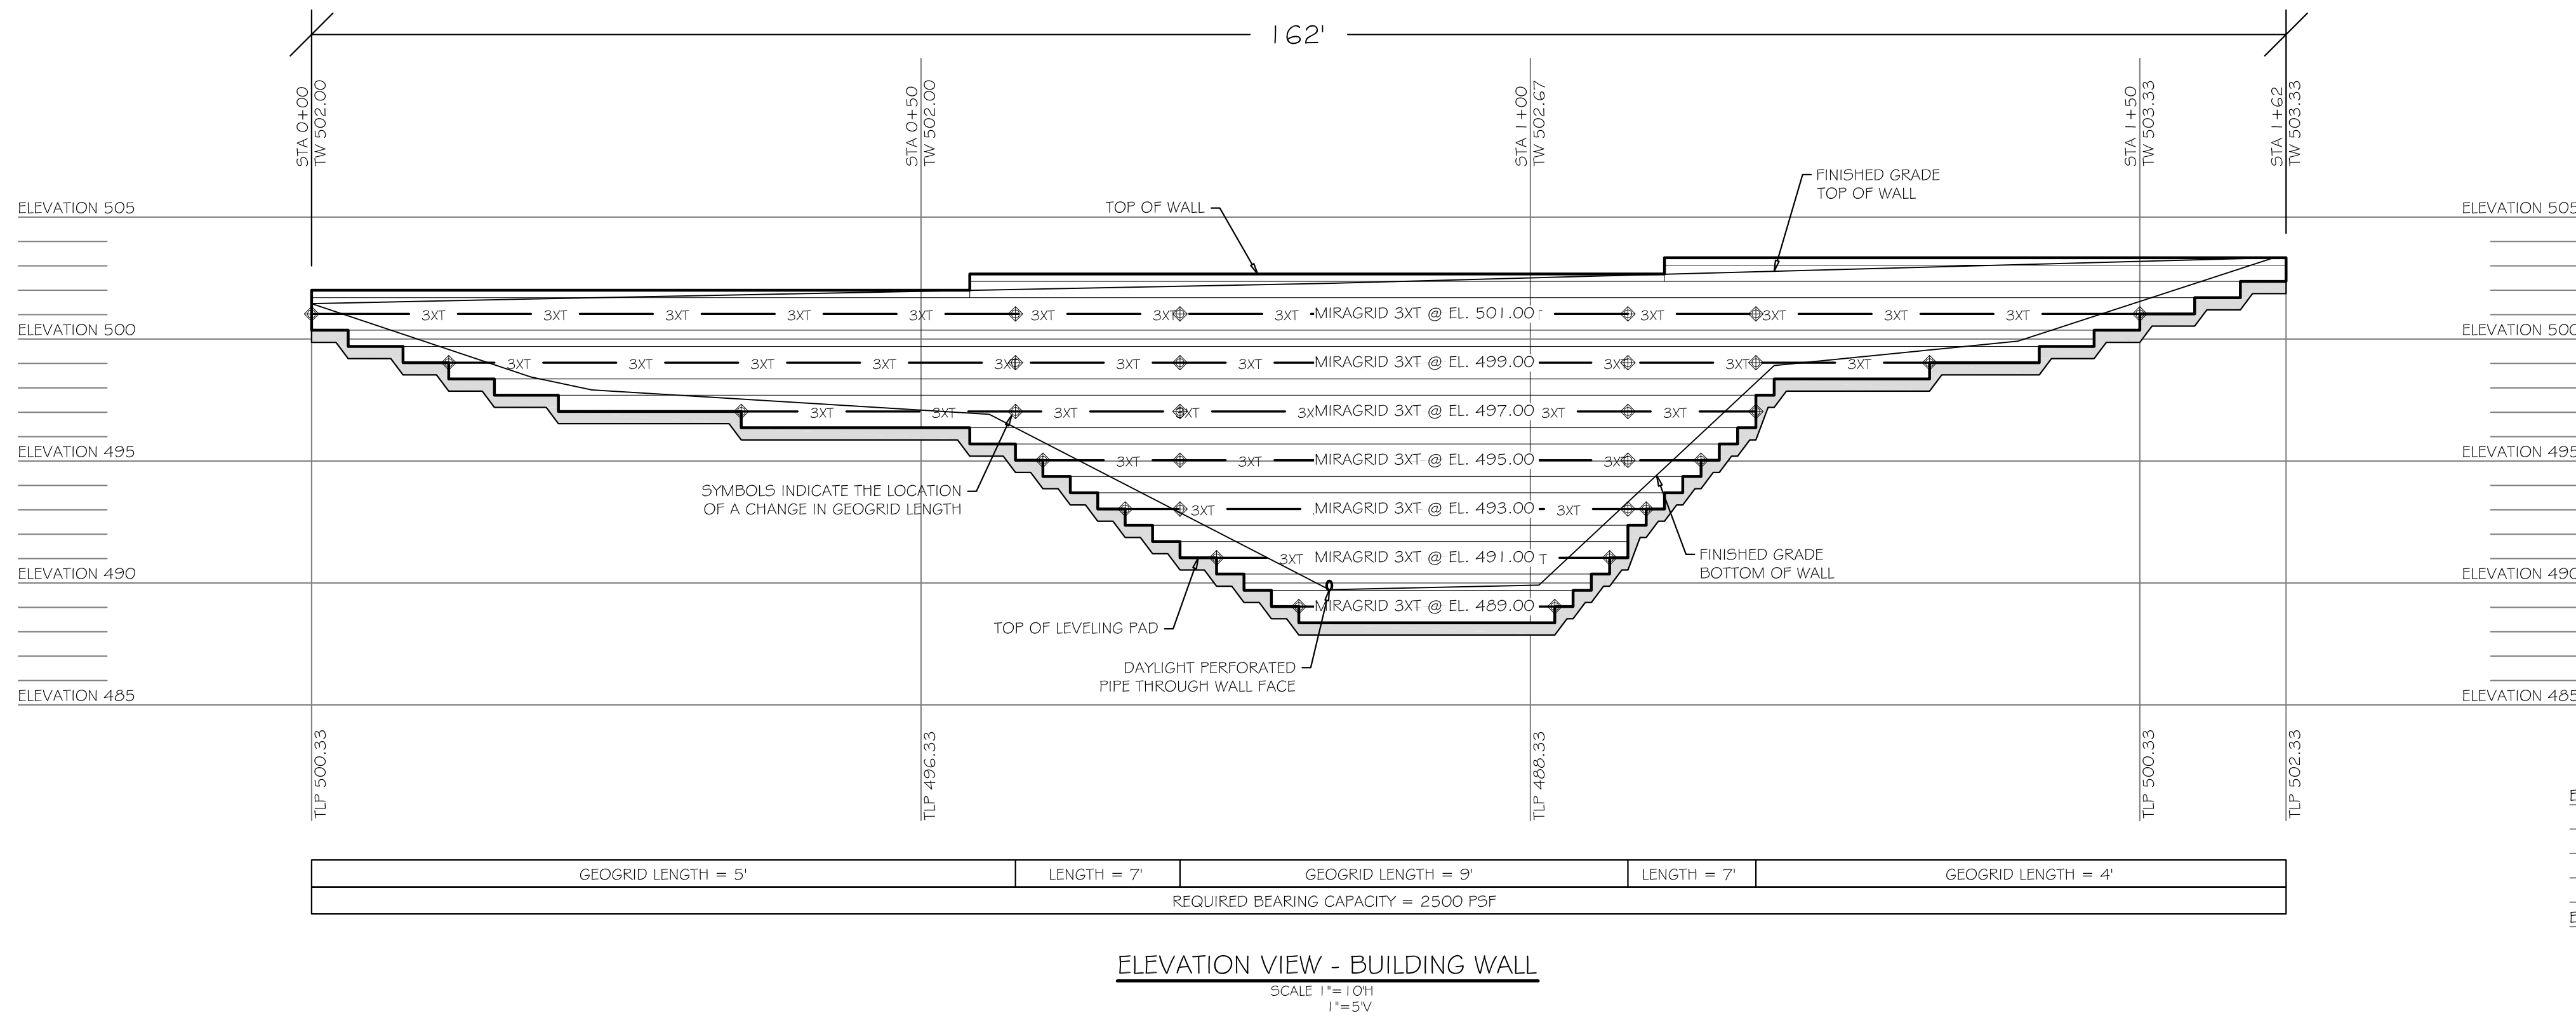 162'
STA 0+00
TW 502.00
STA 0+50
TW 502.00
STA 1+00
TW 502.67
STA 1+50
TW 503.33
STA 1+62
TW 503.33
FINISHED GRADE
TOP OF WALL
TOP OF WALL
ELEVATION 505
ELEVATION 505
3XT 3XT 3XT 3XT 3XT 3XT 3XT 3XT MIRAGRID 3XT @ EL. 501.00 3XT 3XT 3XT 3XT
ELEVATION 500
ELEVATION 500
3XT 3XT 3XT 3XT 3XT 3XT 3XT MIRAGRID 3XT @ EL. 499.00 3XT 3XT 3XT
3XT 3XT 3XT 3XT MIRAGRID 3XT @ EL. 497.00 3XT 3XT
ELEVATION 495
ELEVATION 495
3XT 3XT MIRAGRID 3XT @ EL. 495.00 3XT
SYMBOLS INDICATE THE LOCATION
OF A CHANGE IN GEOGRID LENGTH
3XT MIRAGRID 3XT @ EL. 493.00 3XT
3XT MIRAGRID 3XT @ EL. 491.00
FINISHED GRADE
BOTTOM OF WALL
ELEVATION 490
ELEVATION 490
MIRAGRID 3XT @ EL. 489.00
TOP OF LEVELING PAD
DAYLIGHT PERFORATED
PIPE THROUGH WALL FACE
ELEVATION 485
ELEVATION 485
TLP 500.33
TLP 496.33
TLP 488.33
TLP 500.33
TLP 502.33
GEOGRID LENGTH = 5'
LENGTH = 7'
GEOGRID LENGTH = 9'
LENGTH = 7'
GEOGRID LENGTH = 4'
REQUIRED BEARING CAPACITY = 2500 PSF
ELEVATION VIEW - BUILDING WALL
SCALE 1"=10'H
1"=5'V